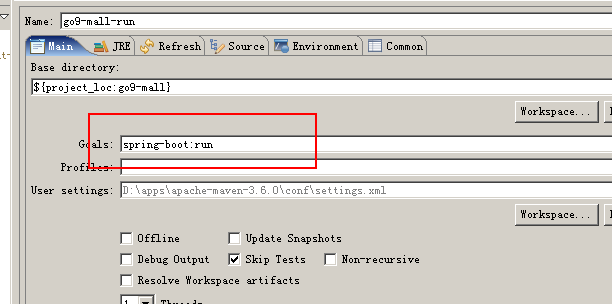 Name: go9-mall-run
Main JRE Refresh Source Environment Common
Base directory:
${project_loc:go9-mall}
Workspace...
Goals: spring-boot:run
Profiles:
User settings: D:\apps\apache-maven-3.6.0\conf\settings.xml
Workspace...
Offline Update Snapshots
Debug Output Skip Tests Non-recursive
Resolve Workspace artifacts
1 Threads